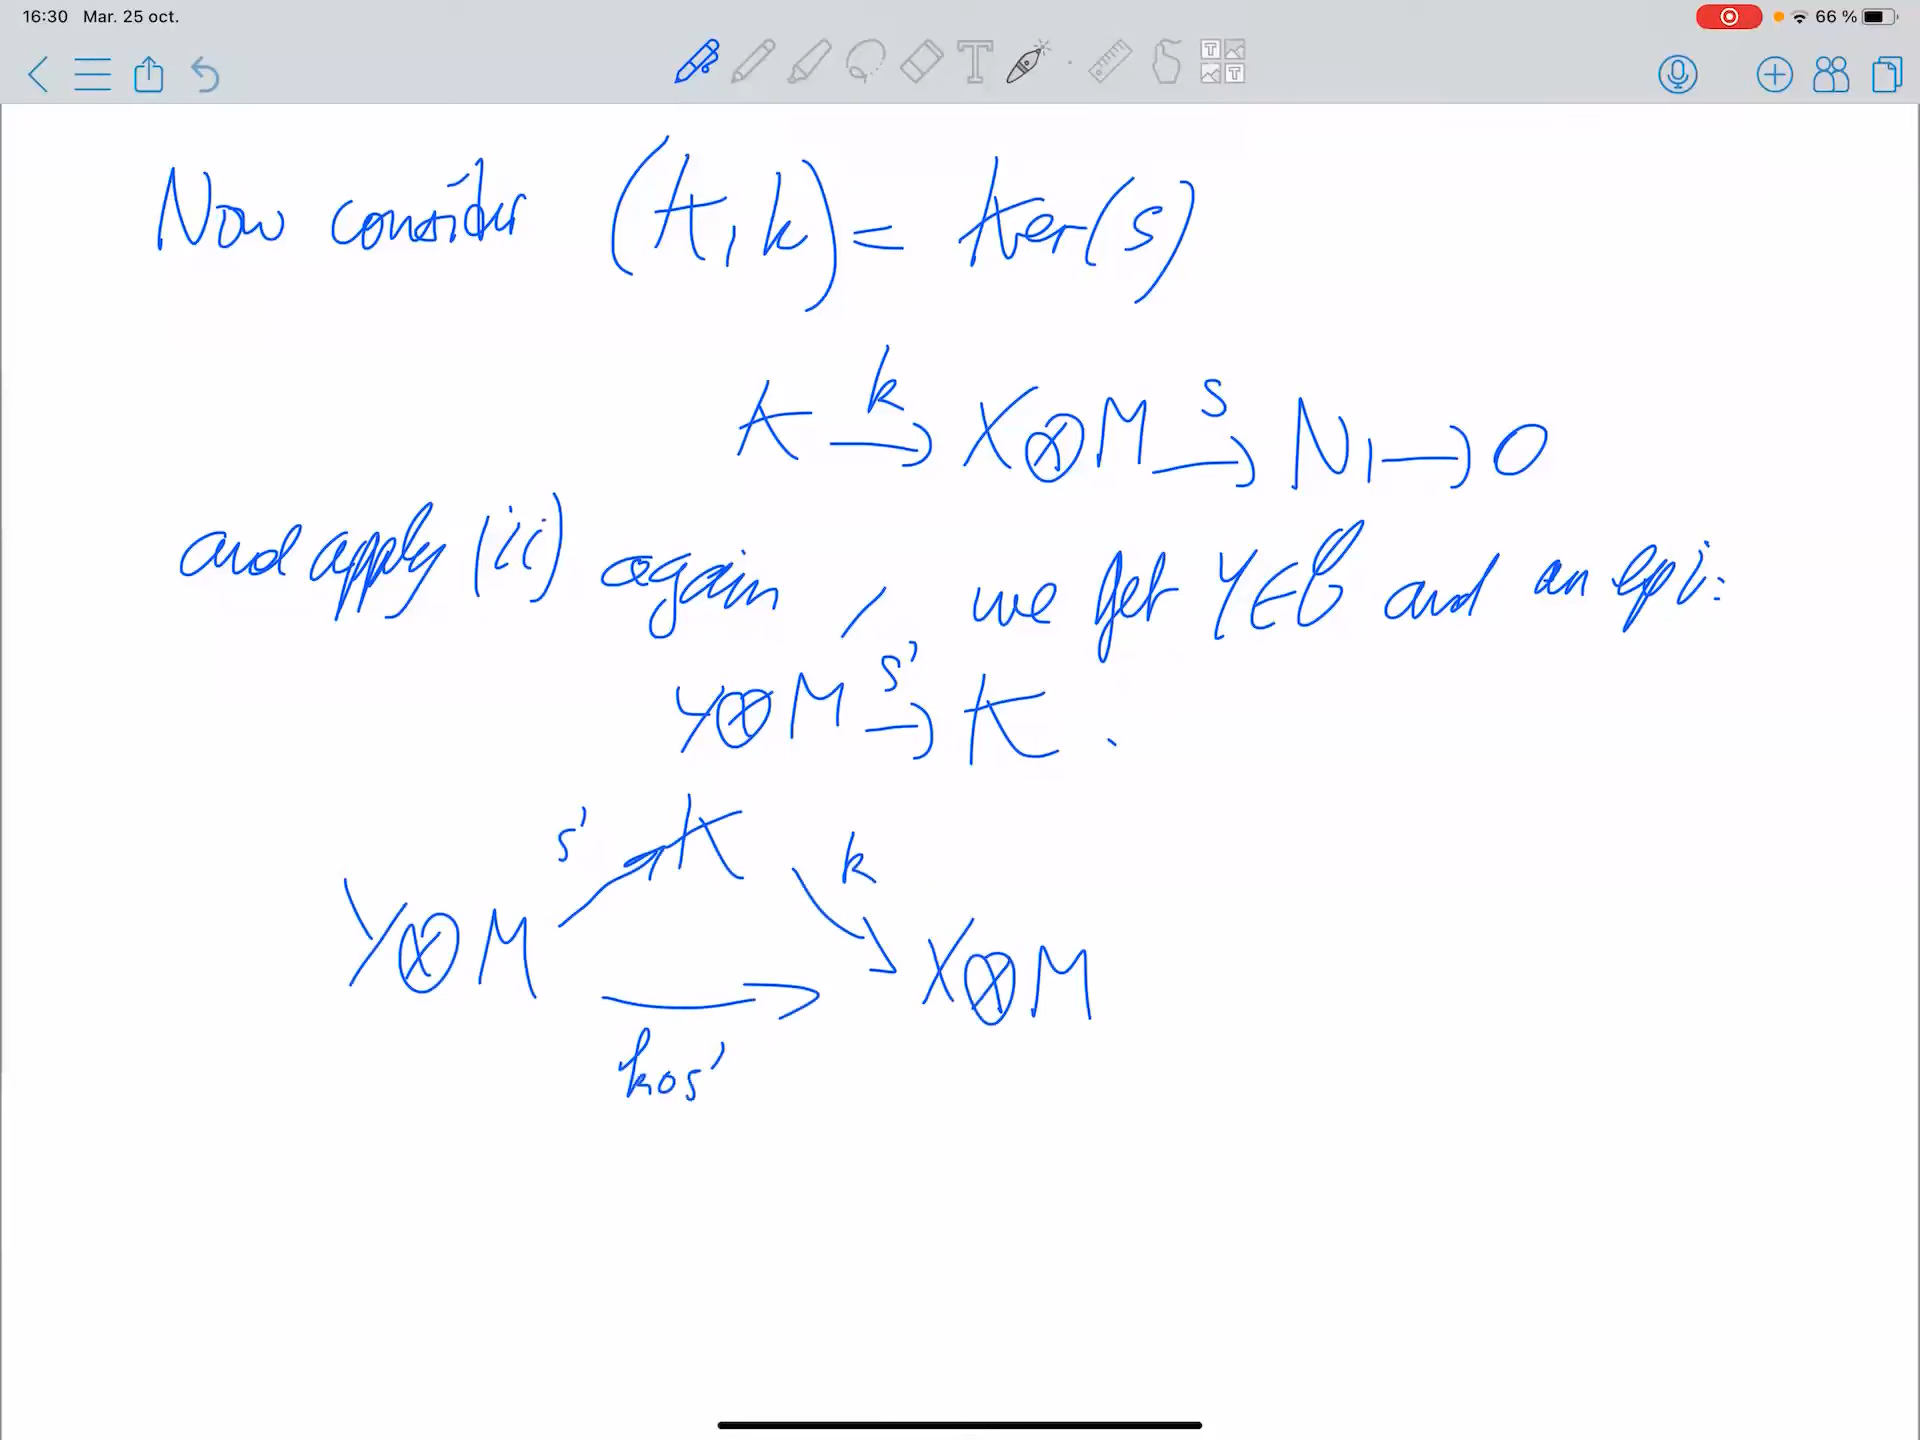 16:30 Mar. 25 oct. 66 %
Now consider (K, k) = Ker(s)
K →^k X⊗M →^s N → 0
and apply (ii) again, we get Y∈C and an epi:
Y⊗M →^s' K.
s' K k
Y⊗M → X⊗M
k∘s'